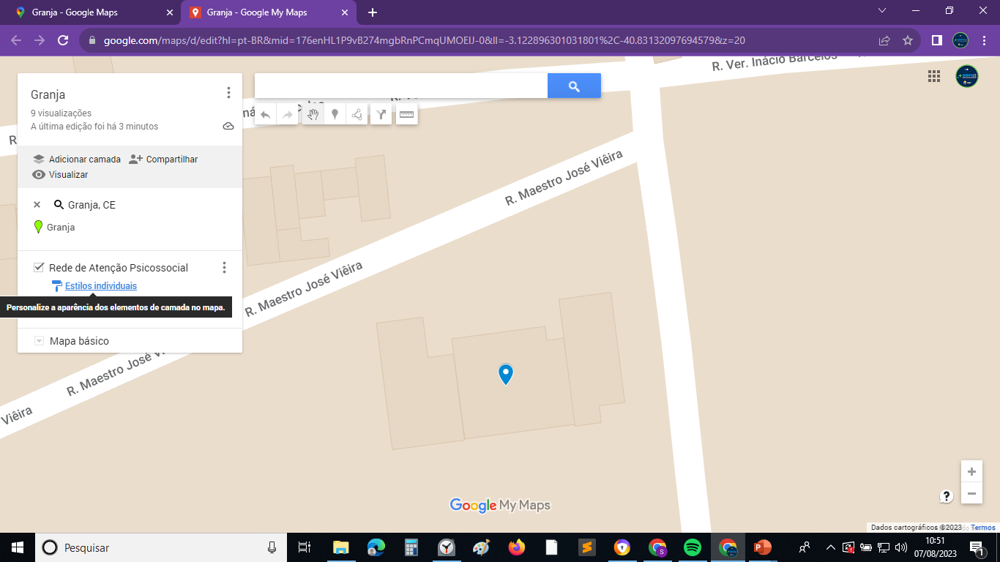 Granja - Google Maps
Granja - Google My Maps
google.com/maps/d/edit?hl=pt-BR&mid=176enHL1P9vB274mgbRnPCmqUMOEIJ-0&ll=-3.122896301031801%2C-40.83132097694579&z=20
R. Ver. Inácio Barcelos
Granja
9 visualizações
A última edição foi há 3 minutos
Adicionar camada
Compartilhar
Visualizar
Granja, CE
Granja
Rede de Atenção Psicossocial
Estilos individuais
Personalize a aparência dos elementos de camada no mapa.
Mapa básico
R. Maestro José Viêira
R. Maestro José Viêira
R. Maestro José
Viêira
Google My Maps
Dados cartográficos ©2023
Termos
Pesquisar
10:51
07/08/2023
1